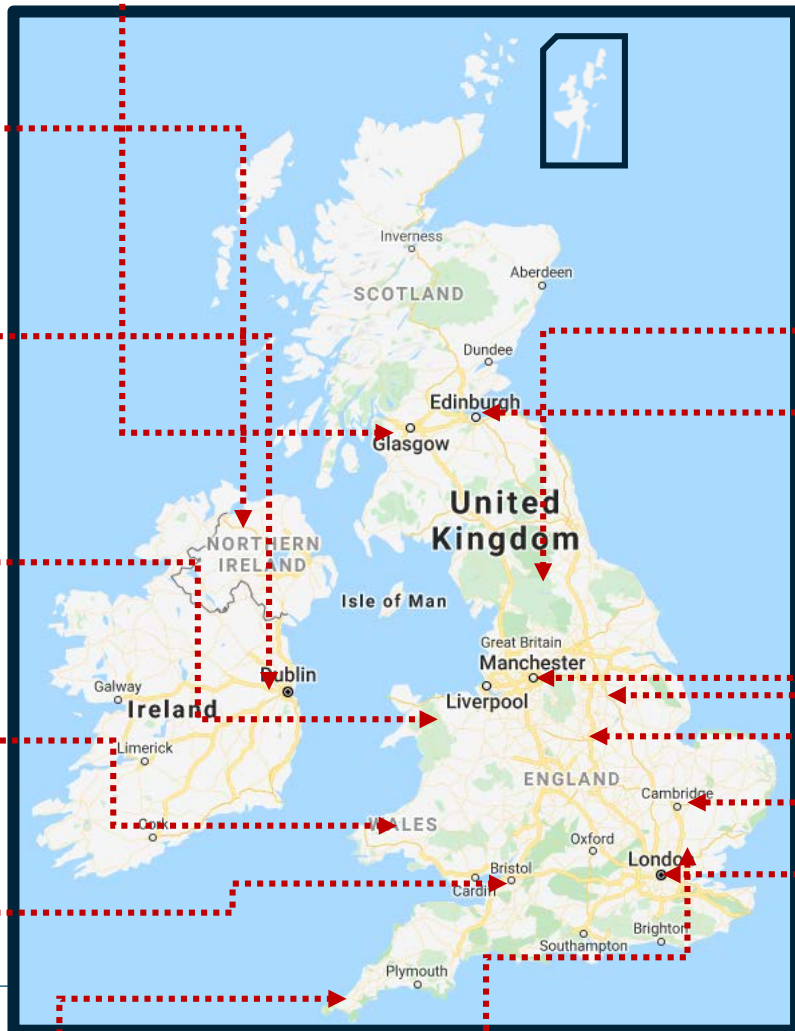 Inverness
Aberdeen
SCOTLAND
Dundee
Edinburgh
Glasgow
United
Kingdom
NORTHERN
IRELAND
Isle of Man
Great Britain
Manchester
Dublin
Galway
Liverpool
Ireland
Limerick
ENGLAND
Cambridge
WALES
Cork
Oxford
London
Bristol
Cardiff
Brighton
Southampton
Plymouth